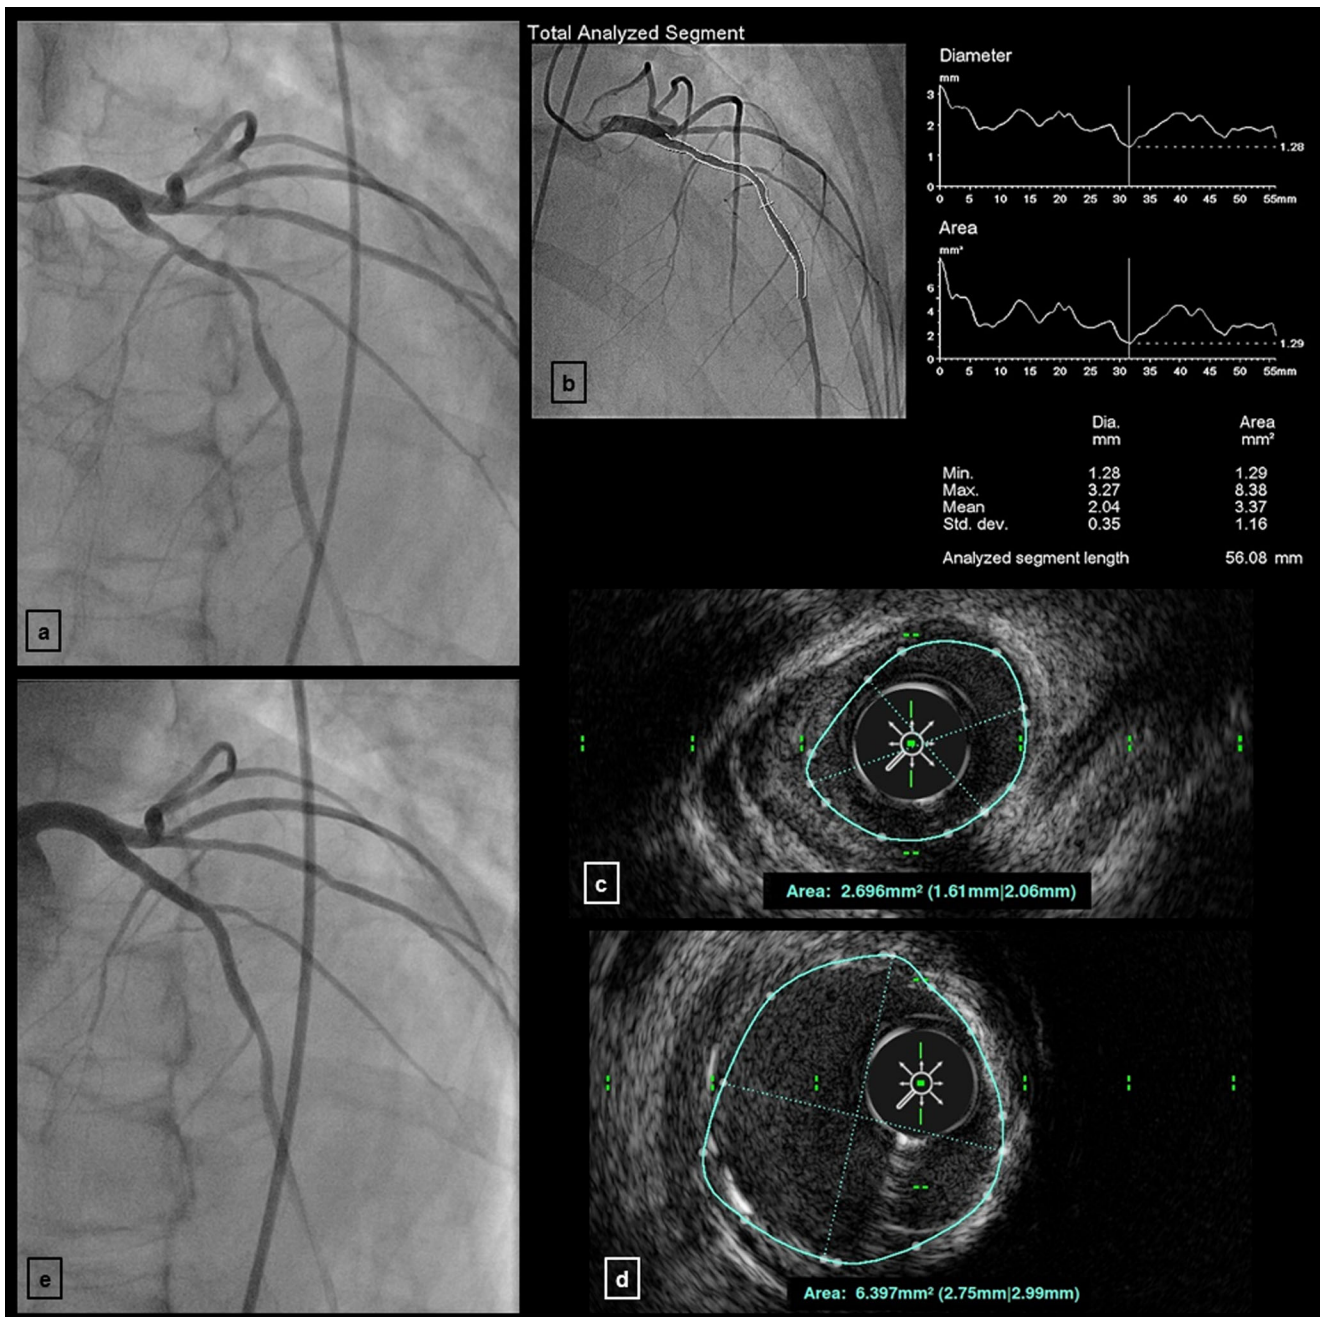 Total Analyzed Segment
Diameter
mm
3
2
1
0
1.28
0 5 10 15 20 25 30 35 40 45 50 55mm
Area
mm²
6
4
2
0
1.29
0 5 10 15 20 25 30 35 40 45 50 55mm
Dia. Area
mm mm²
Min. 1.28 1.29
Max. 3.27 8.38
Mean 2.04 3.37
Std. dev. 0.35 1.16
Analyzed segment length 56.08 mm
a
b
c
Area: 2.696mm² (1.61mm|2.06mm)
d
Area: 6.397mm² (2.75mm|2.99mm)
e